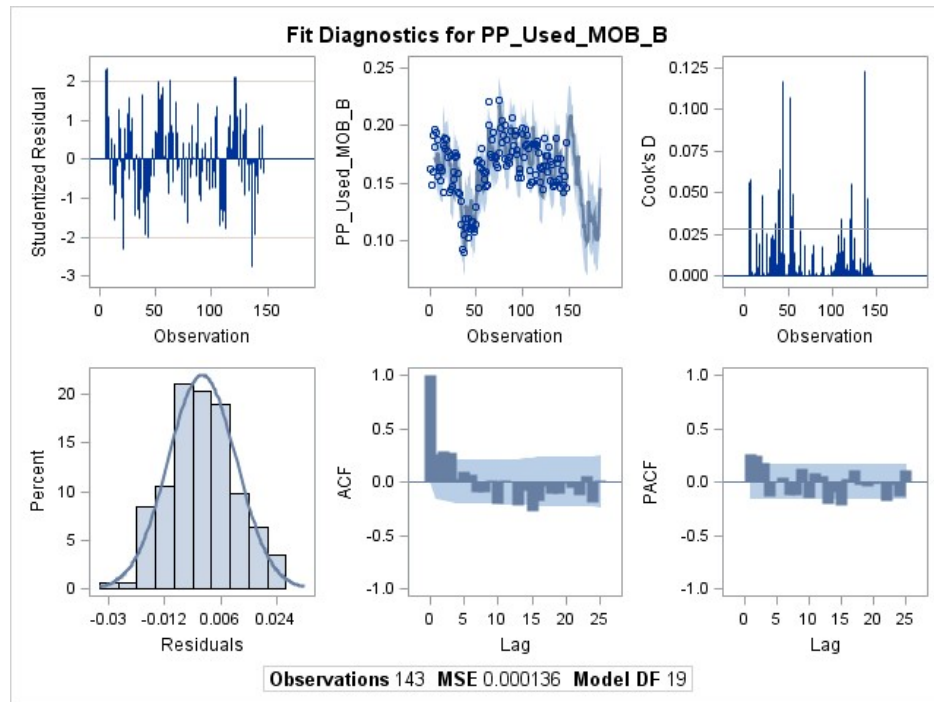 Fit Diagnostics for PP_Used_MOB_B
Studentized Residual
2
1
0
-1
-2
-3
0 50 100 150
Observation
PP_Used_MOB_B
0.25
0.20
0.15
0.10
0 50 100 150
Observation
Cook's D
0.125
0.100
0.075
0.050
0.025
0.000
0 50 100 150
Observation
Percent
20
15
10
5
0
-0.03 -0.012 0.006 0.024
Residuals
ACF
1.0
0.5
0.0
-0.5
-1.0
0 5 10 15 20 25
Lag
PACF
1.0
0.5
0.0
-0.5
-1.0
0 5 10 15 20 25
Lag
Observations 143 MSE 0.000136 Model DF 19